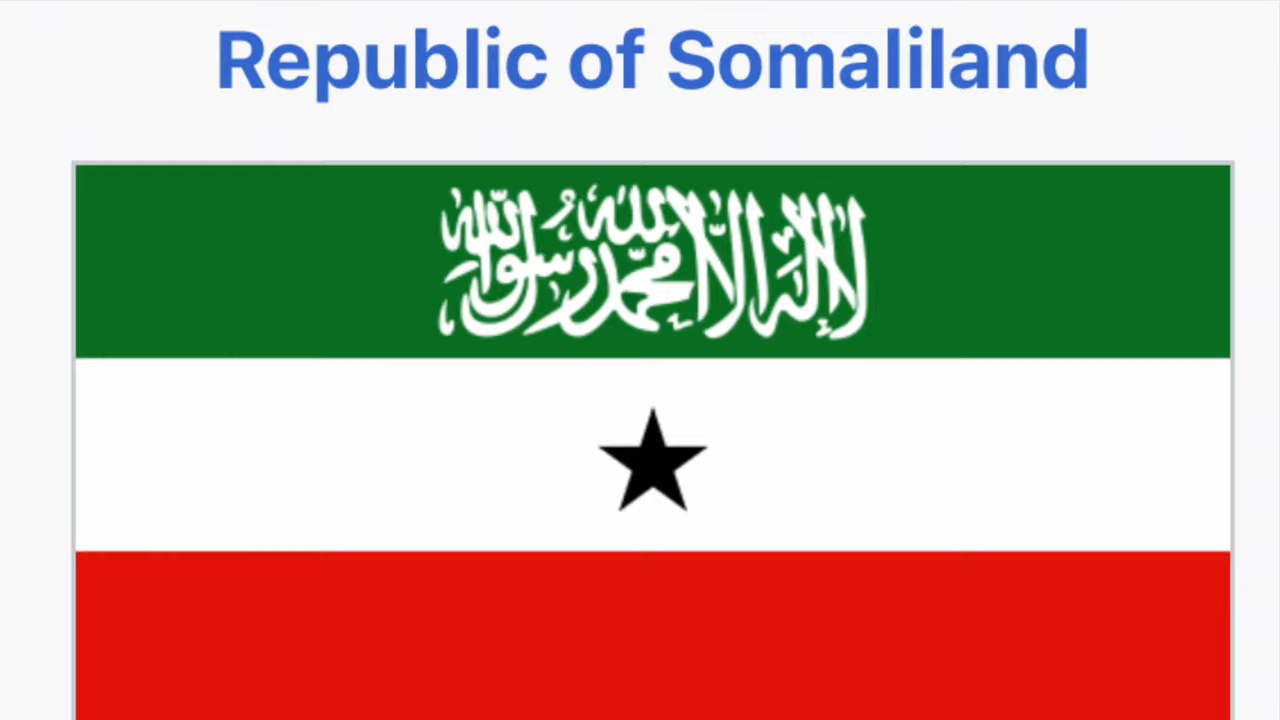 Republic of Somaliland
لا إله إلا الله محمد رسول الله